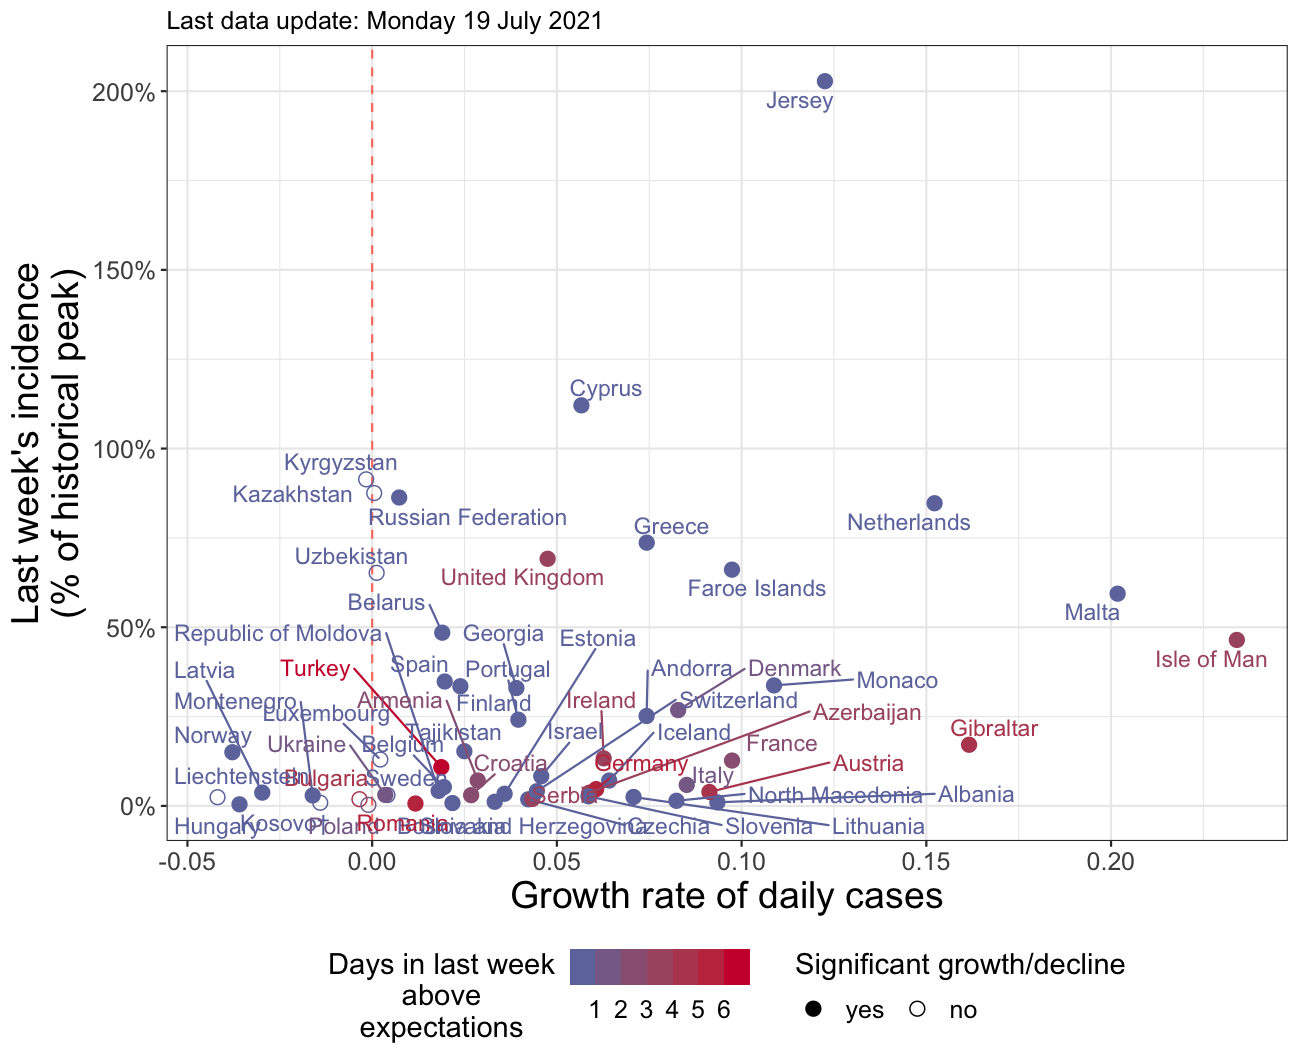 Last data update: Monday 19 July 2021
Last week's incidence
(% of historical peak)
200%
150%
100%
50%
0%
Jersey
Cyprus
Kyrgyzstan
Kazakhstan
Russian Federation
Netherlands
Greece
Uzbekistan
United Kingdom
Faroe Islands
Belarus
Malta
Republic of Moldova
Georgia
Estonia
Isle of Man
Latvia
Turkey
Spain
Portugal
Andorra
Denmark
Monaco
Montenegro
Armenia
Finland
Ireland
Switzerland
Luxembourg
Azerbaijan
Norway
Tajikistan
Israel
Iceland
Gibraltar
Ukraine
Belgium
France
Croatia
Germany
Austria
Liechtenstein
Bulgaria
Sweden
Italy
Serbia
North Macedonia
Albania
Hungary
Kosovo
Poland
Romania
Slovakia
Bosnia and Herzegovina
Czechia
Slovenia
Lithuania
-0.05
0.00
0.05
0.10
0.15
0.20
Growth rate of daily cases
Days in last week
above
expectations
1 2 3 4 5 6
Significant growth/decline
yes
no